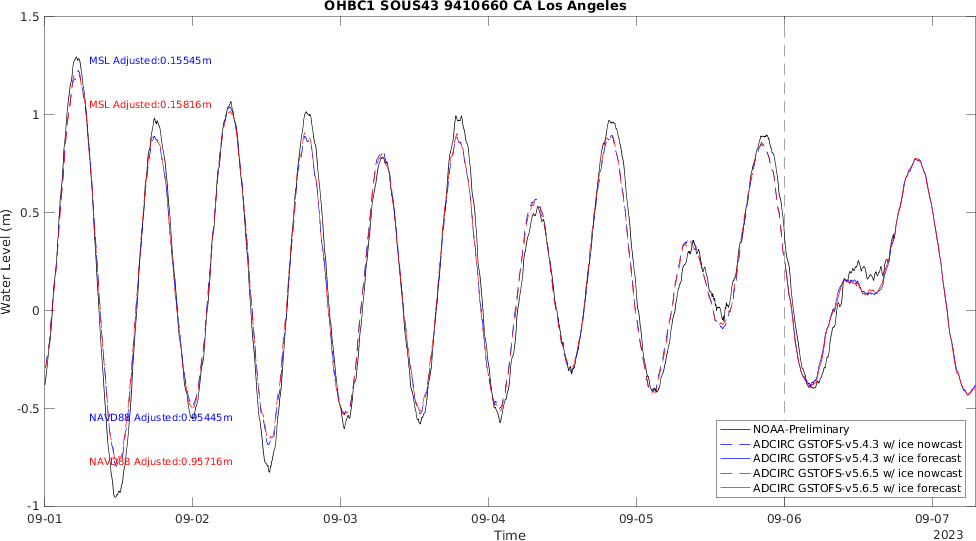 OHBC1 SOUS43 9410660 CA Los Angeles
1.5
1
0.5
0
-0.5
-1
Water Level (m)
MSL Adjusted:0.15545m
MSL Adjusted:0.15816m
NAVD88 Adjusted:0.95445m
NAVD88 Adjusted:0.95716m
NOAA-Preliminary
ADCIRC GSTOFS-v5.4.3 w/ ice nowcast
ADCIRC GSTOFS-v5.4.3 w/ ice forecast
ADCIRC GSTOFS-v5.6.5 w/ ice nowcast
ADCIRC GSTOFS-v5.6.5 w/ ice forecast
09-01 09-02 09-03 09-04 09-05 09-06 09-07
Time
2023